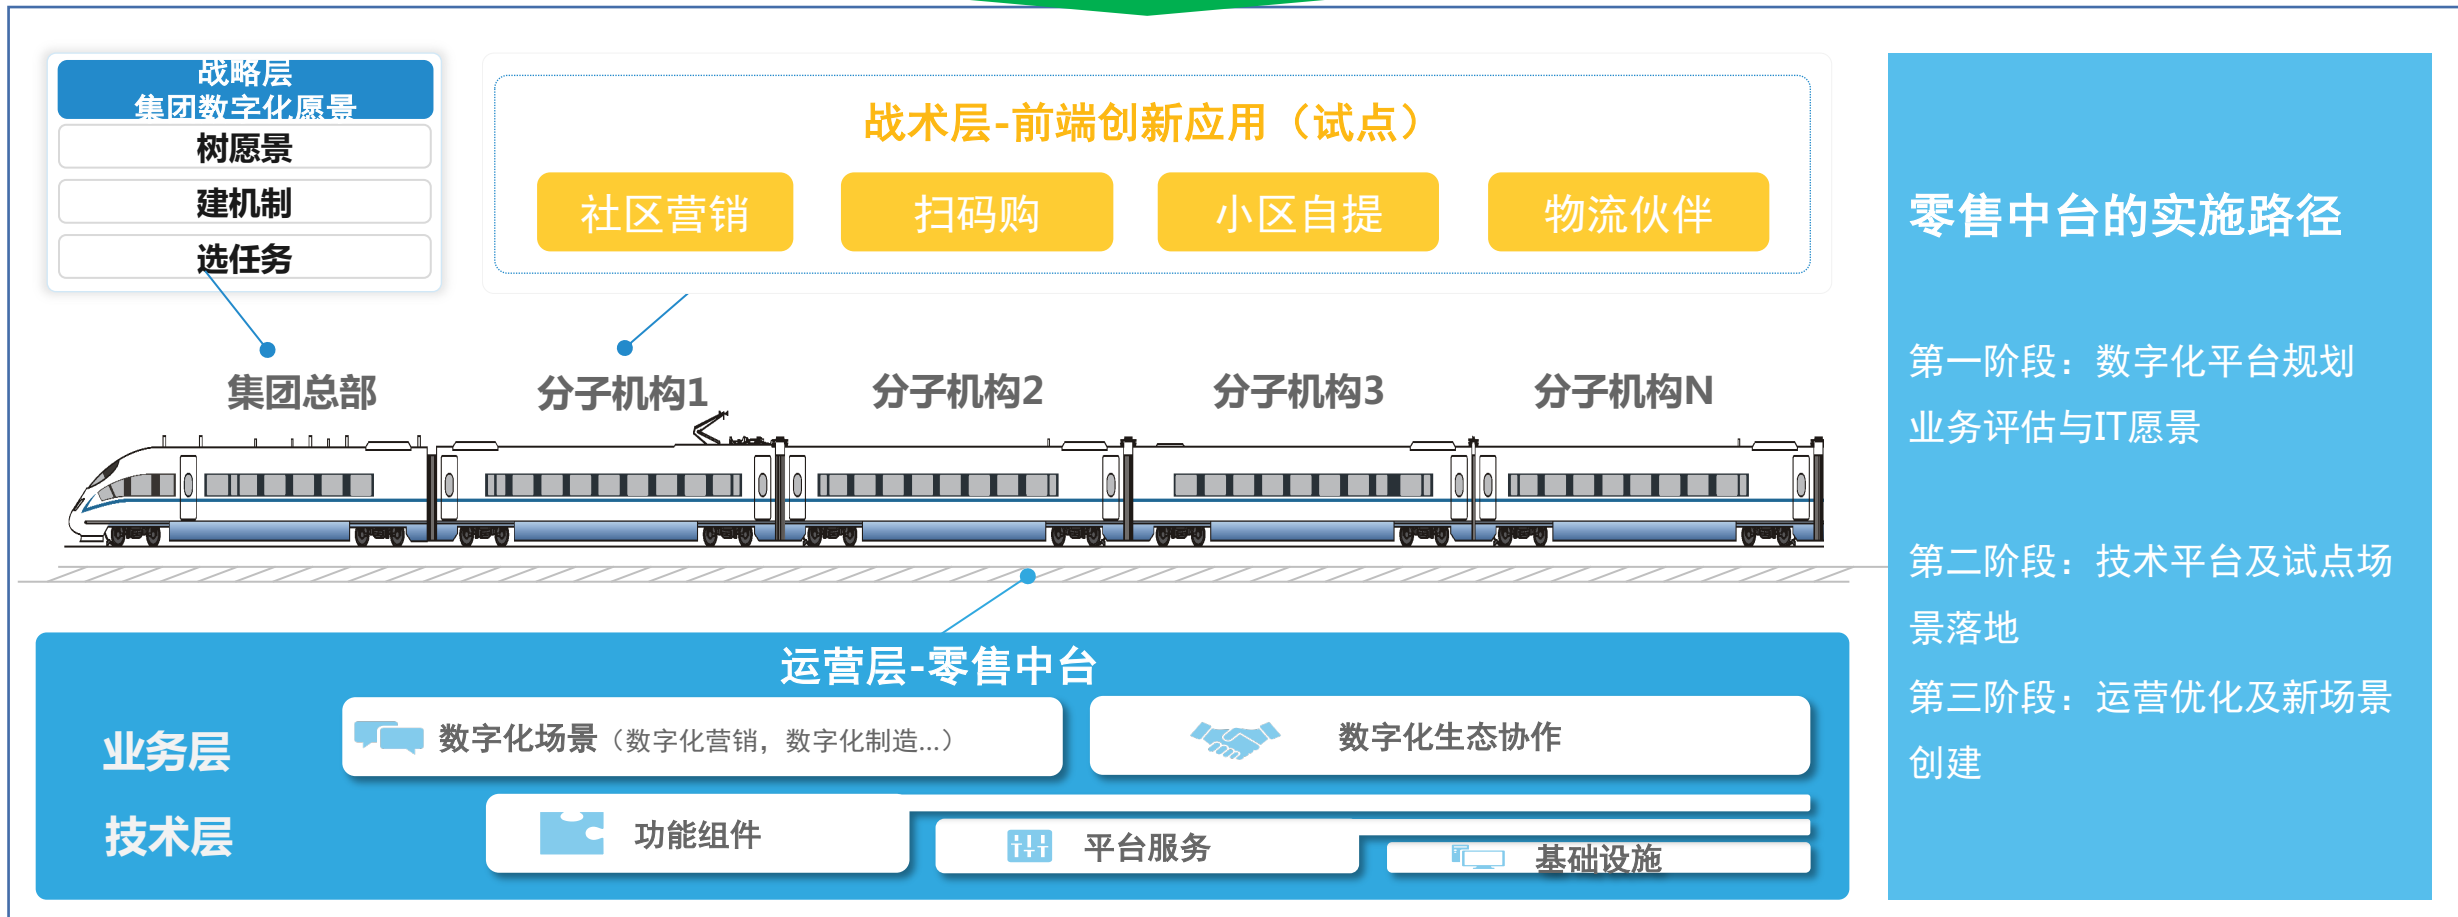 战略层
集团数字化愿景
树愿景
建机制
选任务
战术层-前端创新应用（试点）
社区营销
扫码购
小区自提
物流伙伴
集团总部
分子机构1
分子机构2
分子机构3
分子机构N
运营层-零售中台
业务层
数字化场景（数字化营销，数字化制造...）
数字化生态协作
技术层
功能组件
平台服务
基础设施
零售中台的实施路径
第一阶段：数字化平台规划
业务评估与IT愿景
第二阶段：技术平台及试点场
景落地
第三阶段：运营优化及新场景
创建